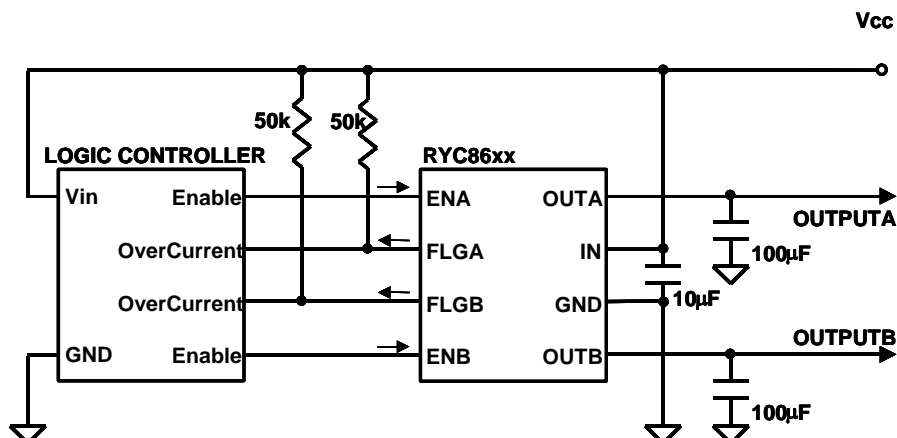 Vcc
50k
50k
LOGIC CONTROLLER
RYC86xx
Vin
Enable
ENA
OUTA
OUTPUTA
OverCurrent
FLGA
IN
100µF
OverCurrent
FLGB
GND
10µF
GND
Enable
ENB
OUTB
OUTPUTB
100µF